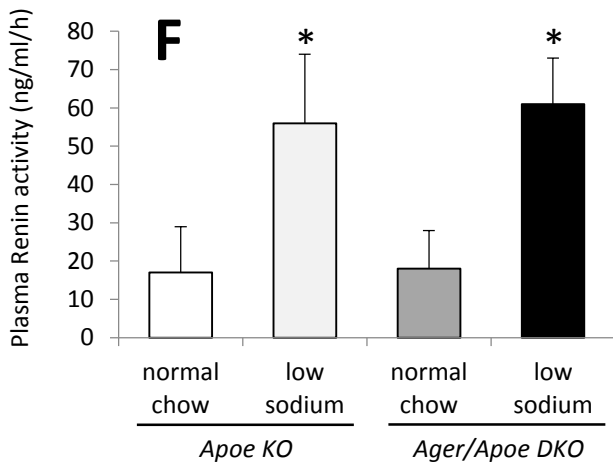 F
Plasma Renin activity (ng/ml/h)
80
70
60
50
40
30
20
10
0
* *
normal low normal low
chow sodium chow sodium
Apoe KO Ager/Apoe DKO